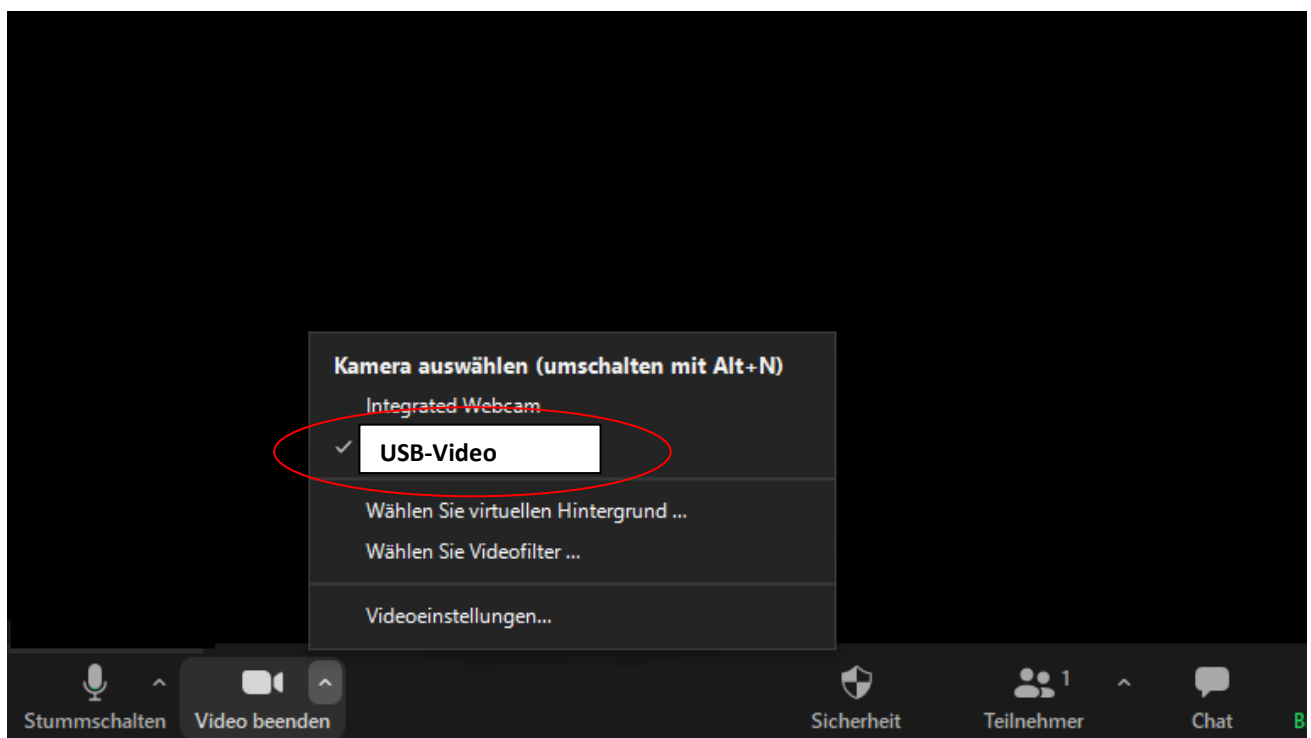 Kamera auswählen (umschalten mit Alt+N)
Integrated Webcam
USB-Video
Wählen Sie virtuellen Hintergrund ...
Wählen Sie Videofilter ...
Videoeinstellungen...
1
Stummschalten Video beenden Sicherheit Teilnehmer Chat